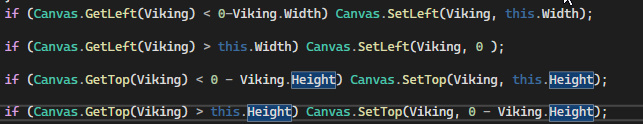 if (Canvas.GetLeft(Viking) < 0-Viking.Width) Canvas.SetLeft(Viking, this.Width);
if (Canvas.GetLeft(Viking) > this.Width) Canvas.SetLeft(Viking, 0 );
if (Canvas.GetTop(Viking) < 0 - Viking.Height) Canvas.SetTop(Viking, this.Height);
if (Canvas.GetTop(Viking) > this.Height) Canvas.SetTop(Viking, 0 - Viking.Height);